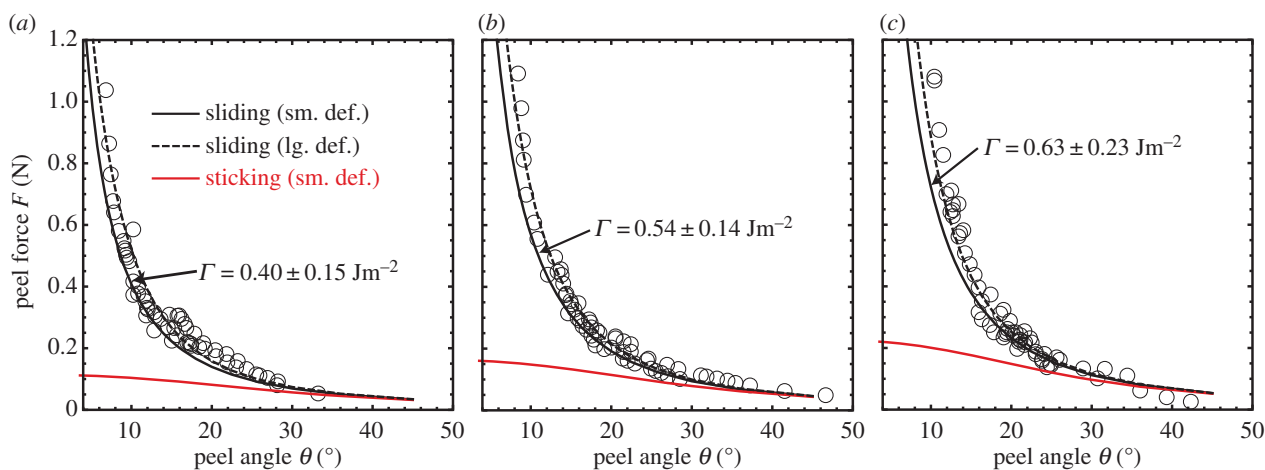 (a)
(b)
(c)
1.2
1.0
0.8
0.6
0.4
0.2
0
peel force F (N)
sliding (sm. def.)
sliding (lg. def.)
sticking (sm. def.)
Γ = 0.40 ± 0.15 Jm⁻²
Γ = 0.54 ± 0.14 Jm⁻²
Γ = 0.63 ± 0.23 Jm⁻²
10 20 30 40 50
10 20 30 40 50
10 20 30 40 50
peel angle θ (°)
peel angle θ (°)
peel angle θ (°)